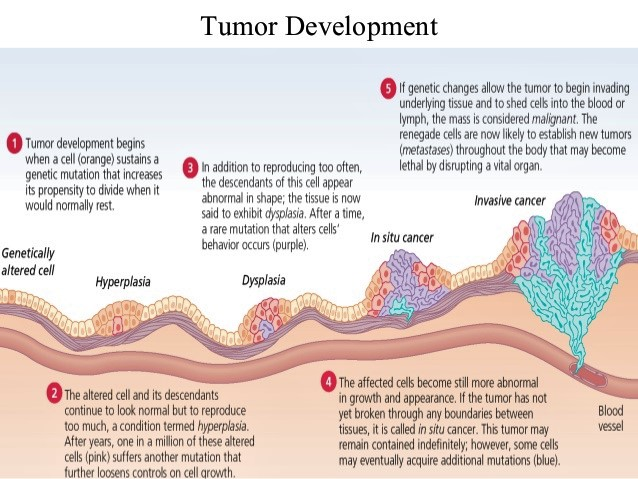 Tumor Development
1 Tumor development begins
when a cell (orange) sustains a
genetic mutation that increases
its propensity to divide when it
would normally rest.
Genetically
altered cell
Hyperplasia
2 The altered cell and its descendants
continue to look normal but to reproduce
too much, a condition termed hyperplasia.
After years, one in a million of these altered
cells (pink) suffers another mutation that
further loosens controls on cell growth.
3 In addition to reproducing too often,
the descendants of this cell appear
abnormal in shape; the tissue is now
said to exhibit dysplasia. After a time,
a rare mutation that alters cells'
behavior occurs (purple).
Dysplasia
In situ cancer
4 The affected cells become still more abnormal
in growth and appearance. If the tumor has not
yet broken through any boundaries between
tissues, it is called in situ cancer. This tumor may
remain contained indefinitely; however, some cells
may eventually acquire additional mutations (blue).
5 If genetic changes allow the tumor to begin invading
underlying tissue and to shed cells into the blood or
lymph, the mass is considered malignant. The
renegade cells are now likely to establish new tumors
(metastases) throughout the body that may become
lethal by disrupting a vital organ.
Invasive cancer
Blood
vessel